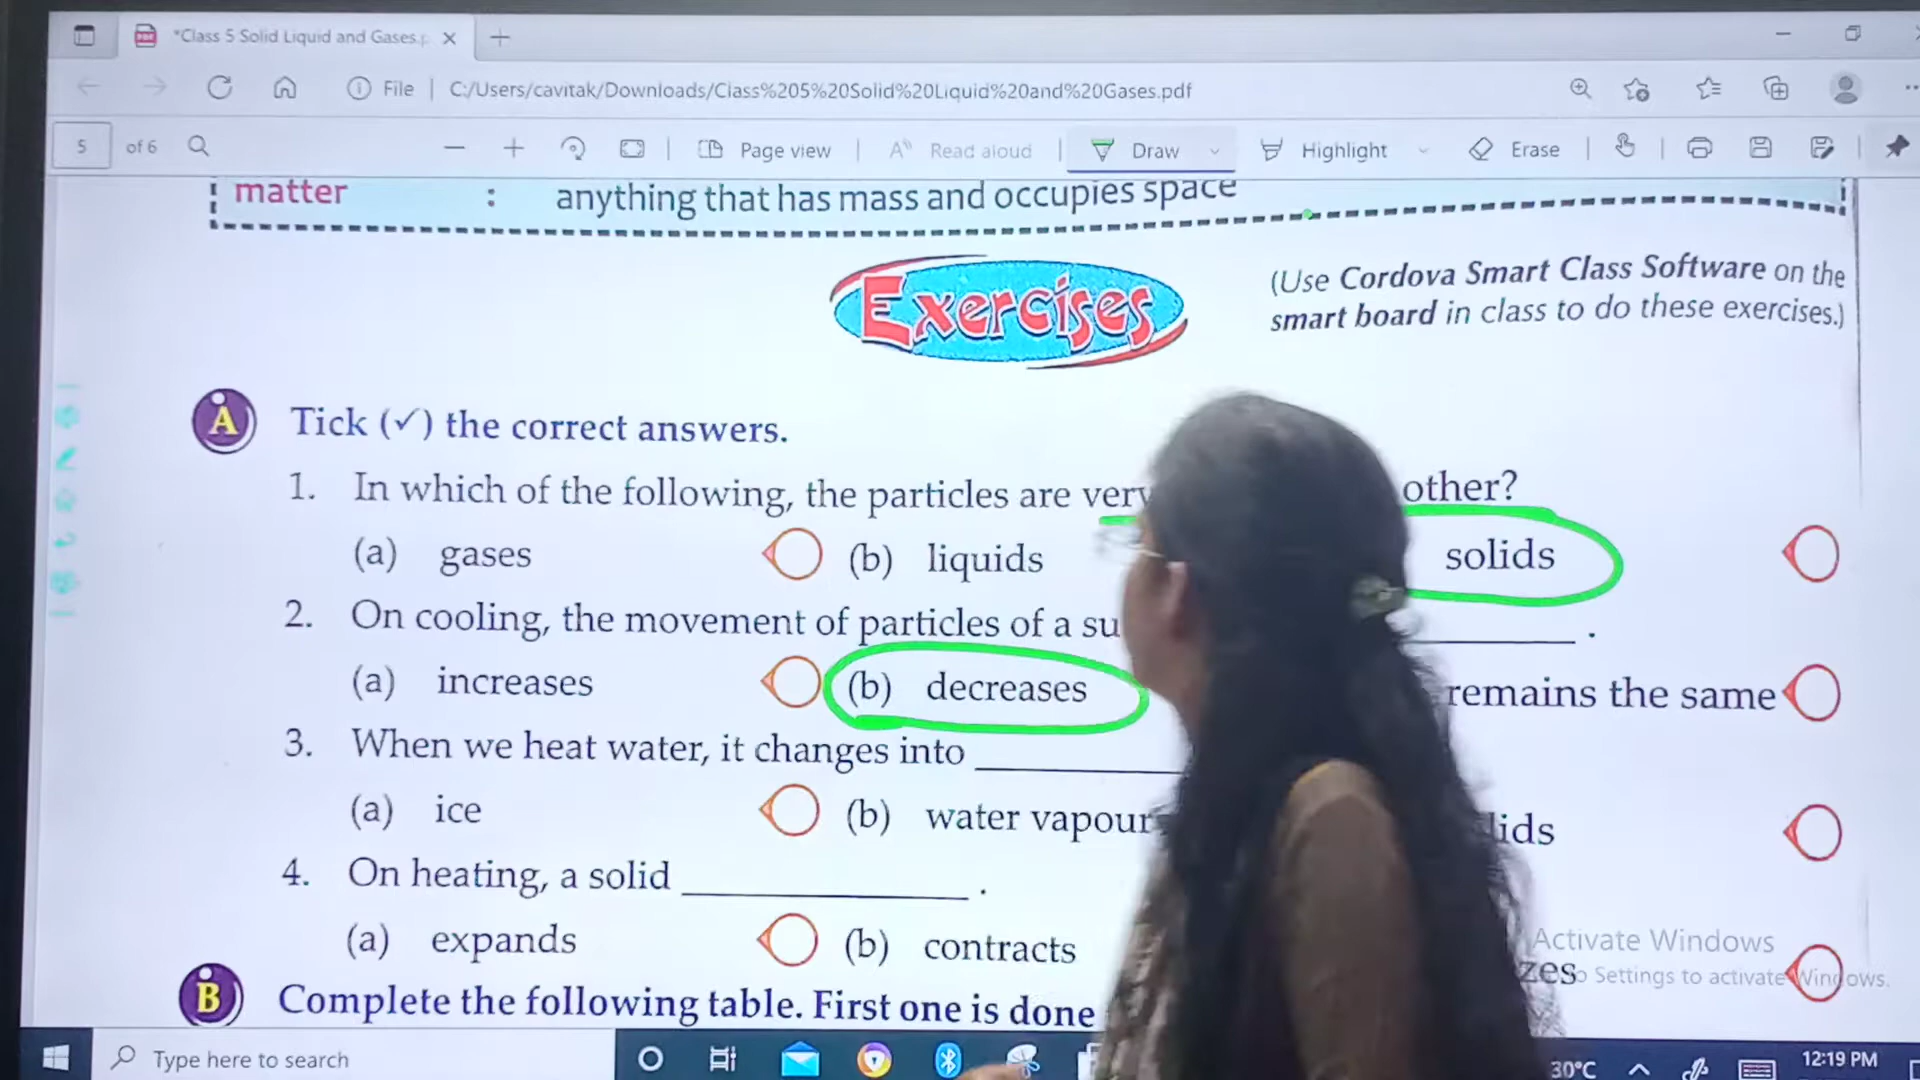 *Class 5 Solid Liquid and Gases.p
File | C:/Users/cavitak/Downloads/Class%205%20Solid%20Liquid%20and%20Gases.pdf
5 of 6 Page view Read aloud Draw Highlight Erase
matter : anything that has mass and occupies space
Exercises
(Use Cordova Smart Class Software on the
smart board in class to do these exercises.)
A Tick (✓) the correct answers.
1. In which of the following, the particles are very other?
(a) gases (b) liquids solids
2. On cooling, the movement of particles of a su ____ .
(a) increases (b) decreases remains the same
3. When we heat water, it changes into ____
(a) ice (b) water vapour lids
4. On heating, a solid ____ .
(a) expands (b) contracts zes
Activate Windows
o Settings to activate Windows.
B Complete the following table. First one is done
Type here to search 30°C 12:19 PM